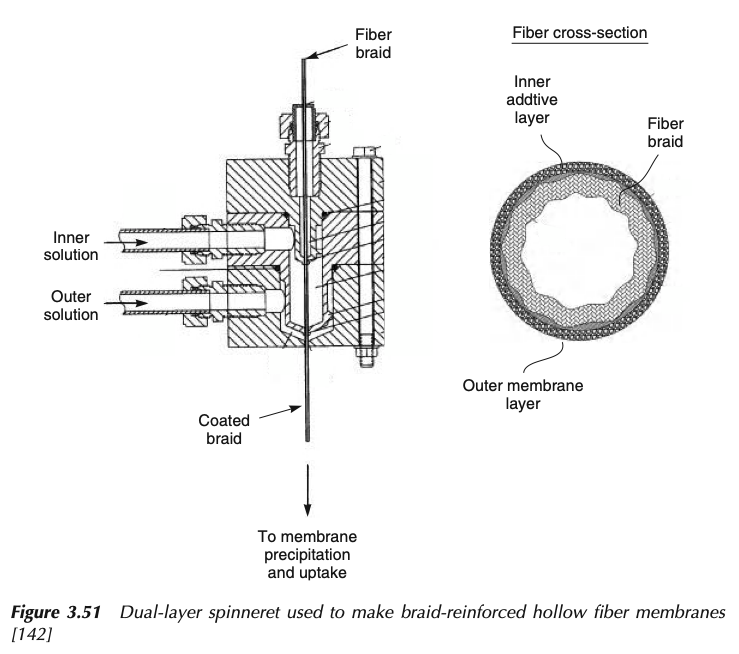 Fiber
braid
Fiber cross-section
Inner
addtive
layer
Fiber
braid
Inner
solution
Outer
solution
Outer membrane
layer
Coated
braid
To membrane
precipitation
and uptake
Figure 3.51 Dual-layer spinneret used to make braid-reinforced hollow fiber membranes
[142]